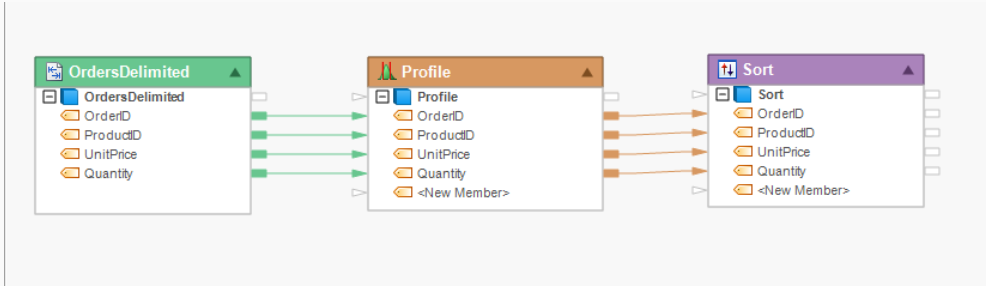 OrdersDelimited
OrdersDelimited
OrderID
ProductID
UnitPrice
Quantity
Profile
Profile
OrderID
ProductID
UnitPrice
Quantity
<New Member>
Sort
Sort
OrderID
ProductID
UnitPrice
Quantity
<New Member>